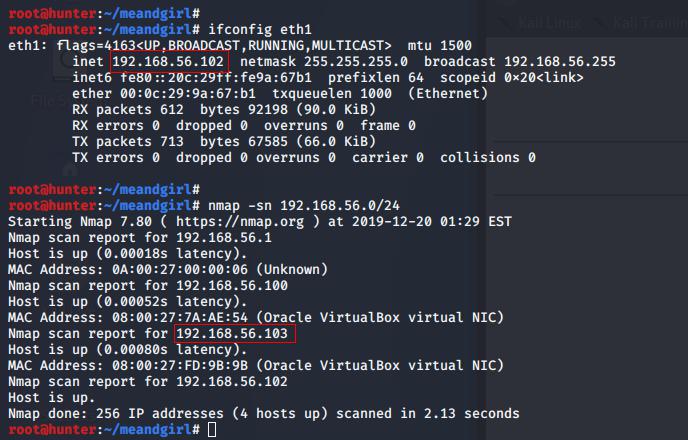 root@hunter:~/meandgirl#
root@hunter:~/meandgirl# ifconfig eth1
eth1: flags=4163<UP,BROADCAST,RUNNING,MULTICAST>  mtu 1500
        inet 192.168.56.102  netmask 255.255.255.0  broadcast 192.168.56.255
        inet6 fe80::20c:29ff:fe9a:67b1  prefixlen 64  scopeid 0×20<link>
        ether 00:0c:29:9a:67:b1  txqueuelen 1000  (Ethernet)
        RX packets 612  bytes 92198 (90.0 KiB)
        RX errors 0  dropped 0  overruns 0  frame 0
        TX packets 713  bytes 67585 (66.0 KiB)
        TX errors 0  dropped 0 overruns 0  carrier 0  collisions 0
root@hunter:~/meandgirl#
root@hunter:~/meandgirl# nmap -sn 192.168.56.0/24
Starting Nmap 7.80 ( https://nmap.org ) at 2019-12-20 01:29 EST
Nmap scan report for 192.168.56.1
Host is up (0.00018s latency).
MAC Address: 0A:00:27:00:00:06 (Unknown)
Nmap scan report for 192.168.56.100
Host is up (0.00052s latency).
MAC Address: 08:00:27:7A:AE:54 (Oracle VirtualBox virtual NIC)
Nmap scan report for 192.168.56.103
Host is up (0.00080s latency).
MAC Address: 08:00:27:FD:9B:9B (Oracle VirtualBox virtual NIC)
Nmap scan report for 192.168.56.102
Host is up.
Nmap done: 256 IP addresses (4 hosts up) scanned in 2.13 seconds
root@hunter:~/meandgirl#
Kali Linux
Kali Training